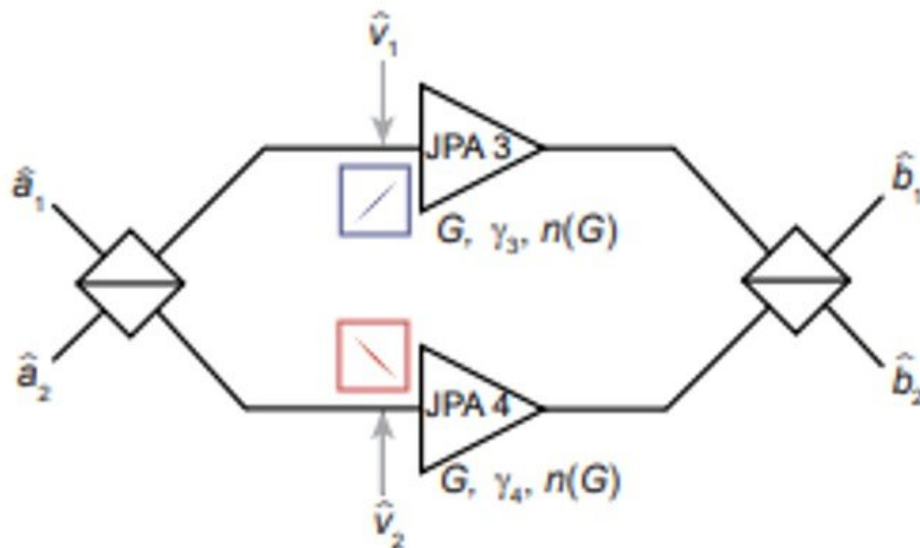 v̂₁
JPA 3
â₁
b̂₁
G, γ₃, n(G)
â₂
b̂₂
JPA 4
G, γ₄, n(G)
v̂₂